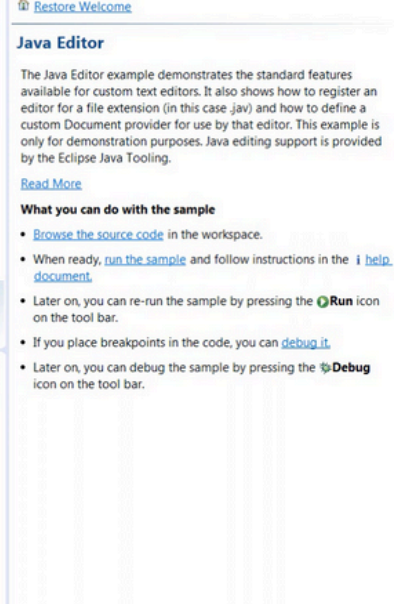 Restore Welcome
Java Editor
The Java Editor example demonstrates the standard features
available for custom text editors. It also shows how to register an
editor for a file extension (in this case .jav) and how to define a
custom Document provider for use by that editor. This example is
only for demonstration purposes. Java editing support is provided
by the Eclipse Java Tooling.
Read More
What you can do with the sample
• Browse the source code in the workspace.
• When ready, run the sample and follow instructions in the help
document.
• Later on, you can re-run the sample by pressing the Run icon
on the tool bar.
• If you place breakpoints in the code, you can debug it.
• Later on, you can debug the sample by pressing the Debug
icon on the tool bar.